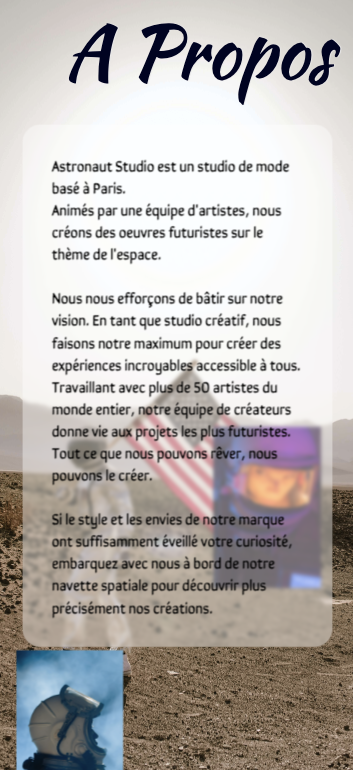 A Propos
Astronaut Studio est un studio de mode
basé à Paris.
Animés par une équipe d'artistes, nous
créons des oeuvres futuristes sur le
thème de l'espace.
Nous nous efforçons de bâtir sur notre
vision. En tant que studio créatif, nous
faisons notre maximum pour créer des
expériences incroyables accessible à tous.
Travaillant avec plus de 50 artistes du
monde entier, notre équipe de créateurs
donne vie aux projets les plus futuristes.
Tout ce que nous pouvons rêver, nous
pouvons le créer.
Si le style et les envies de notre marque
ont suffisamment éveillé votre curiosité,
embarquez avec nous à bord de notre
navette spatiale pour découvrir plus
précisément nos créations.